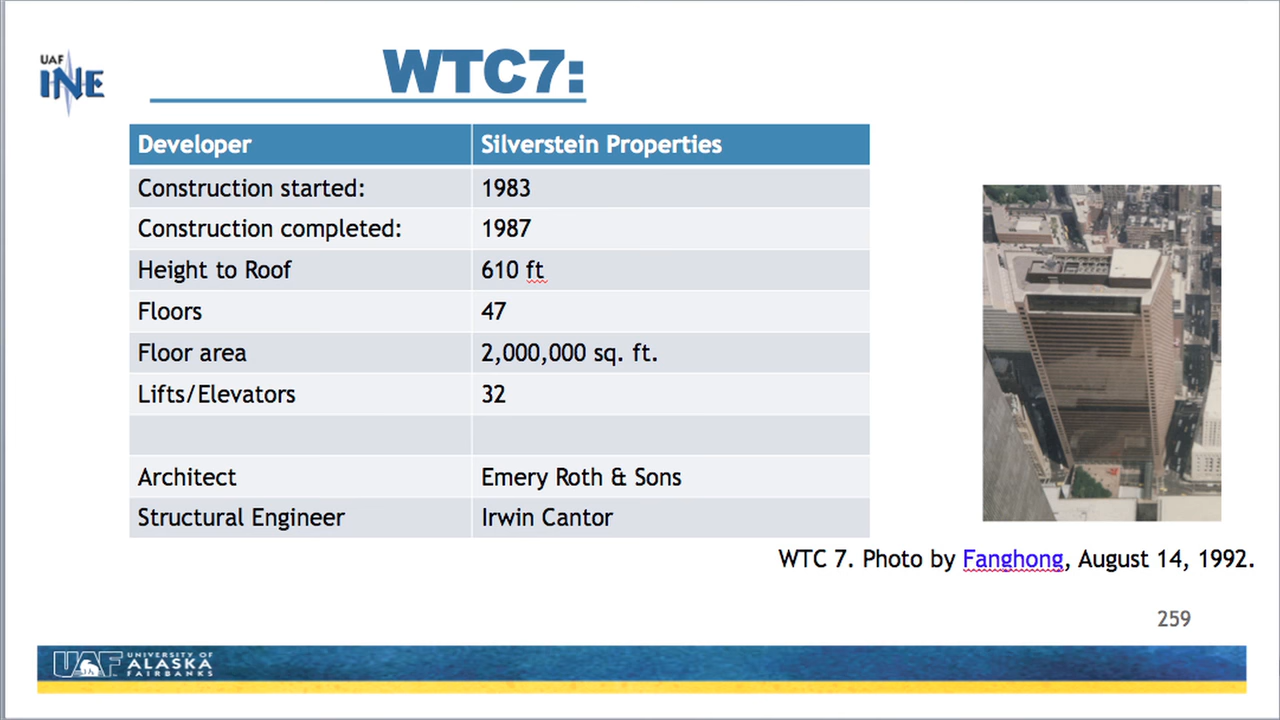 UAF
INE
WTC7:
Developer Silverstein Properties
Construction started: 1983
Construction completed: 1987
Height to Roof 610 ft
Floors 47
Floor area 2,000,000 sq. ft.
Lifts/Elevators 32
Architect Emery Roth & Sons
Structural Engineer Irwin Cantor
WTC 7. Photo by Fanghong, August 14, 1992.
259
UAF UNIVERSITY OF
ALASKA
FAIRBANKS